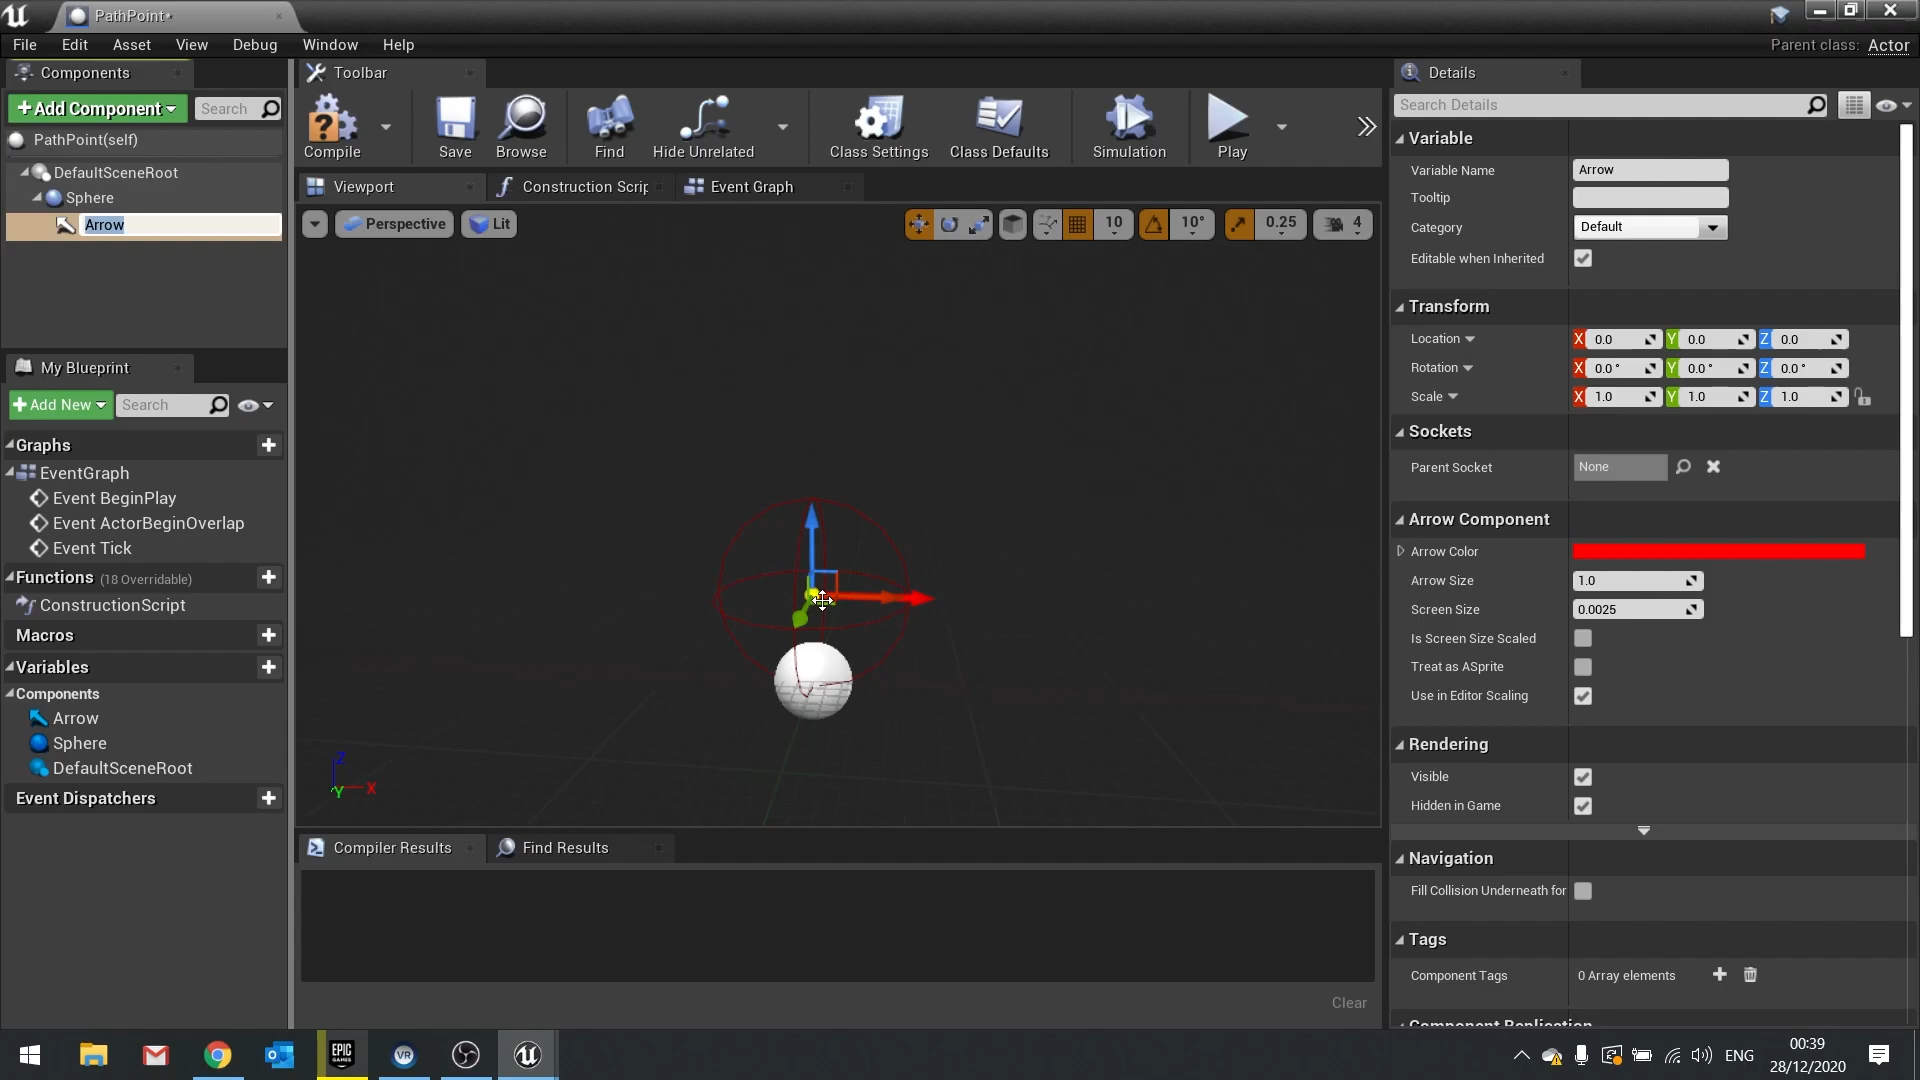 PathPoint*
File Edit Asset View Debug Window Help
Parent class: Actor
Components
Add Component
Search
PathPoint(self)
DefaultSceneRoot
Sphere
Arrow
My Blueprint
Add New
Search
Graphs
EventGraph
Event BeginPlay
Event ActorBeginOverlap
Event Tick
Functions (18 Overridable)
ConstructionScript
Macros
Variables
Components
Arrow
Sphere
DefaultSceneRoot
Event Dispatchers
Toolbar
Compile
Save
Browse
Find
Hide Unrelated
Class Settings
Class Defaults
Simulation
Play
Viewport
Construction Scrip
Event Graph
Perspective
Lit
10
10°
0.25
4
Z
X
Y
Compiler Results
Find Results
Clear
Details
Search Details
Variable
Variable Name Arrow
Tooltip
Category Default
Editable when Inherited
Transform
Location X 0.0 Y 0.0 Z 0.0
Rotation X 0.0 ° Y 0.0 ° Z 0.0 °
Scale X 1.0 Y 1.0 Z 1.0
Sockets
Parent Socket None
Arrow Component
Arrow Color
Arrow Size 1.0
Screen Size 0.0025
Is Screen Size Scaled
Treat as ASprite
Use in Editor Scaling
Rendering
Visible
Hidden in Game
Navigation
Fill Collision Underneath for
Tags
Component Tags 0 Array elements
Component Replication
EPIC
GAMES
VR
ENG
00:39
28/12/2020